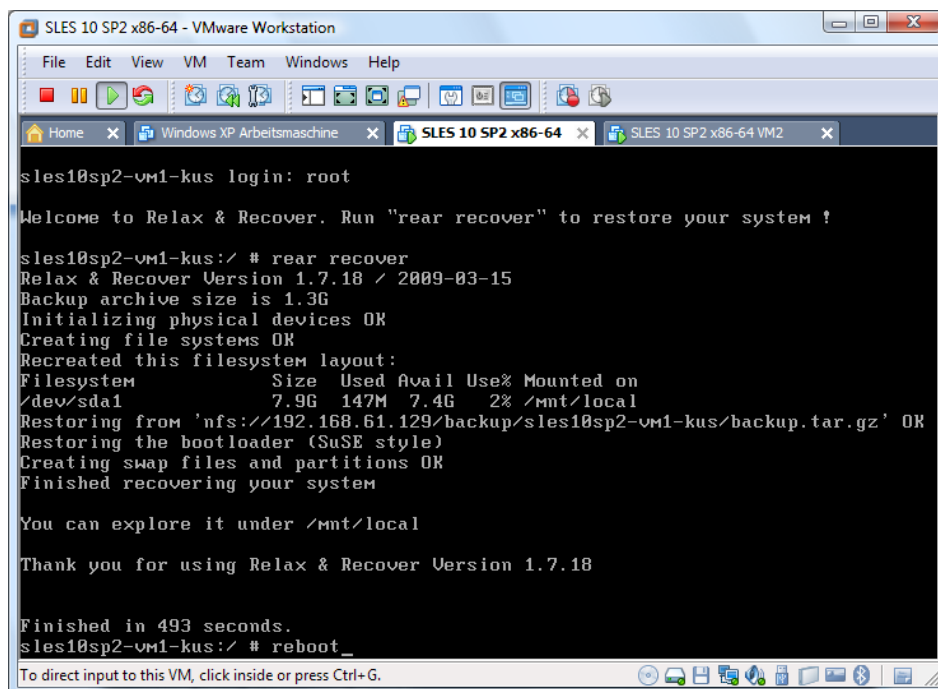 SLES 10 SP2 x86-64 - VMware Workstation
File Edit View VM Team Windows Help
Home Windows XP Arbeitsmaschine SLES 10 SP2 x86-64 SLES 10 SP2 x86-64 VM2
sles10sp2-vm1-kus login: root
Welcome to Relax & Recover. Run "rear recover" to restore your system !
sles10sp2-vm1-kus:/ # rear recover
Relax & Recover Version 1.7.18 / 2009-03-15
Backup archive size is 1.3G
Initializing physical devices OK
Creating file systems OK
Recreated this filesystem layout:
Filesystem Size Used Avail Use% Mounted on
/dev/sda1 7.9G 147M 7.4G 2% /mnt/local
Restoring from 'nfs://192.168.61.129/backup/sles10sp2-vm1-kus/backup.tar.gz' OK
Restoring the bootloader (SuSE style)
Creating swap files and partitions OK
Finished recovering your system
You can explore it under /mnt/local
Thank you for using Relax & Recover Version 1.7.18
Finished in 493 seconds.
sles10sp2-vm1-kus:/ # reboot_
To direct input to this VM, click inside or press Ctrl+G.